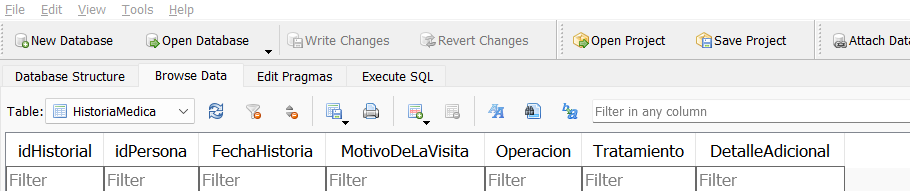 File Edit View Tools Help
New Database Open Database Write Changes Revert Changes Open Project Save Project Attach Data
Database Structure Browse Data Edit Pragmas Execute SQL
Table: HistoriaMedica Filter in any column
idHistorial idPersona FechaHistoria MotivoDeLaVisita Operacion Tratamiento DetalleAdicional
Filter Filter Filter Filter Filter Filter Filter